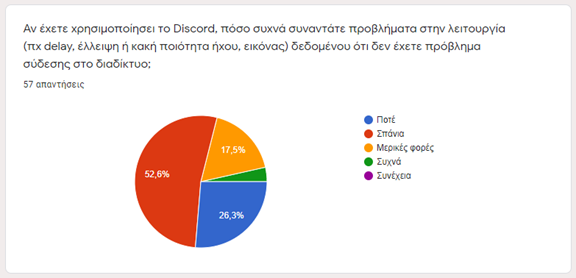 Αν έχετε χρησιμοποίησει το Discord, πόσο συχνά συναντάτε προβλήματα στην λειτουργία
(πχ delay, έλλειψη ή κακή ποιότητα ήχου, εικόνας) δεδομένου ότι δεν έχετε πρόβλημα
σύδεσης στο διαδίκτυο;
57 απαντήσεις
Ποτέ
Σπάνια
Μερικές φορές
Συχνά
Συνέχεια
17,5%
52,6%
26,3%